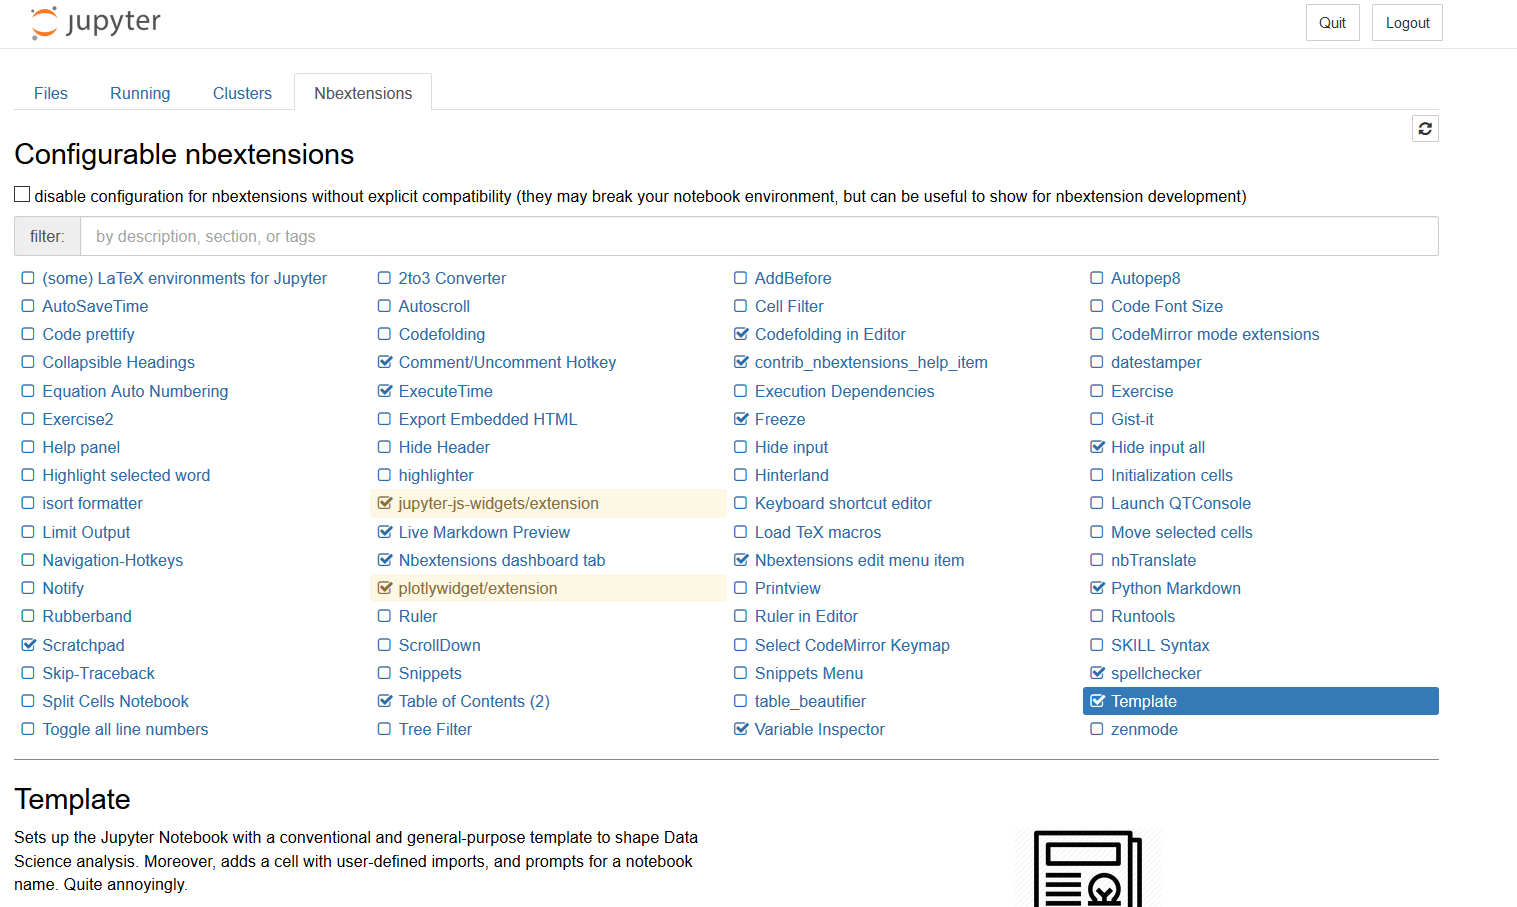 jupyter Quit Logout
Files Running Clusters Nbextensions
Configurable nbextensions
disable configuration for nbextensions without explicit compatibility (they may break your notebook environment, but can be useful to show for nbextension development)
filter: by description, section, or tags
(some) LaTeX environments for Jupyter 2to3 Converter AddBefore Autopep8
AutoSaveTime Autoscroll Cell Filter Code Font Size
Code prettify Codefolding Codefolding in Editor CodeMirror mode extensions
Collapsible Headings Comment/Uncomment Hotkey contrib_nbextensions_help_item datestamper
Equation Auto Numbering ExecuteTime Execution Dependencies Exercise
Exercise2 Export Embedded HTML Freeze Gist-it
Help panel Hide Header Hide input Hide input all
Highlight selected word highlighter Hinterland Initialization cells
isort formatter jupyter-js-widgets/extension Keyboard shortcut editor Launch QTConsole
Limit Output Live Markdown Preview Load TeX macros Move selected cells
Navigation-Hotkeys Nbextensions dashboard tab Nbextensions edit menu item nbTranslate
Notify plotlywidget/extension Printview Python Markdown
Rubberband Ruler Ruler in Editor Runtools
Scratchpad ScrollDown Select CodeMirror Keymap SKILL Syntax
Skip-Traceback Snippets Snippets Menu spellchecker
Split Cells Notebook Table of Contents (2) table_beautifier Template
Toggle all line numbers Tree Filter Variable Inspector zenmode
Template
Sets up the Jupyter Notebook with a conventional and general-purpose template to shape Data
Science analysis. Moreover, adds a cell with user-defined imports, and prompts for a notebook
name. Quite annoyingly.